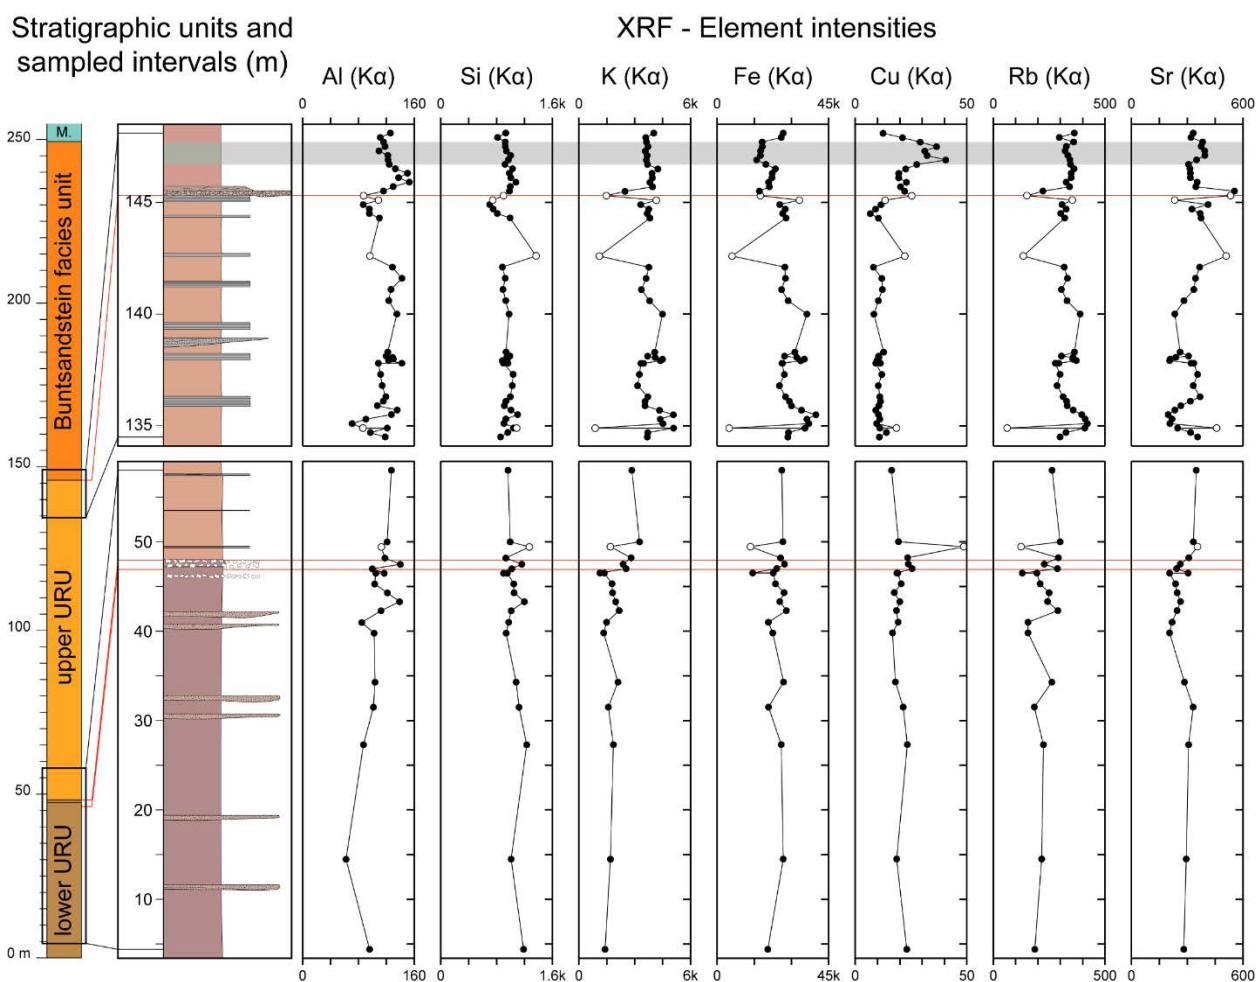 Stratigraphic units and
sampled intervals (m)
XRF - Element intensities
Al (Kα) Si (Kα) K (Kα) Fe (Kα) Cu (Kα) Rb (Kα) Sr (Kα)
0 160 0 1.6k 0 6k 0 45k 0 50 0 500 0 600
250
M.
Buntsandstein facies unit
200
150
upper URU
100
50
lower URU
0 m
145
140
135
50
40
30
20
10
0 160 0 1.6k 0 6k 0 45k 0 50 0 500 0 600